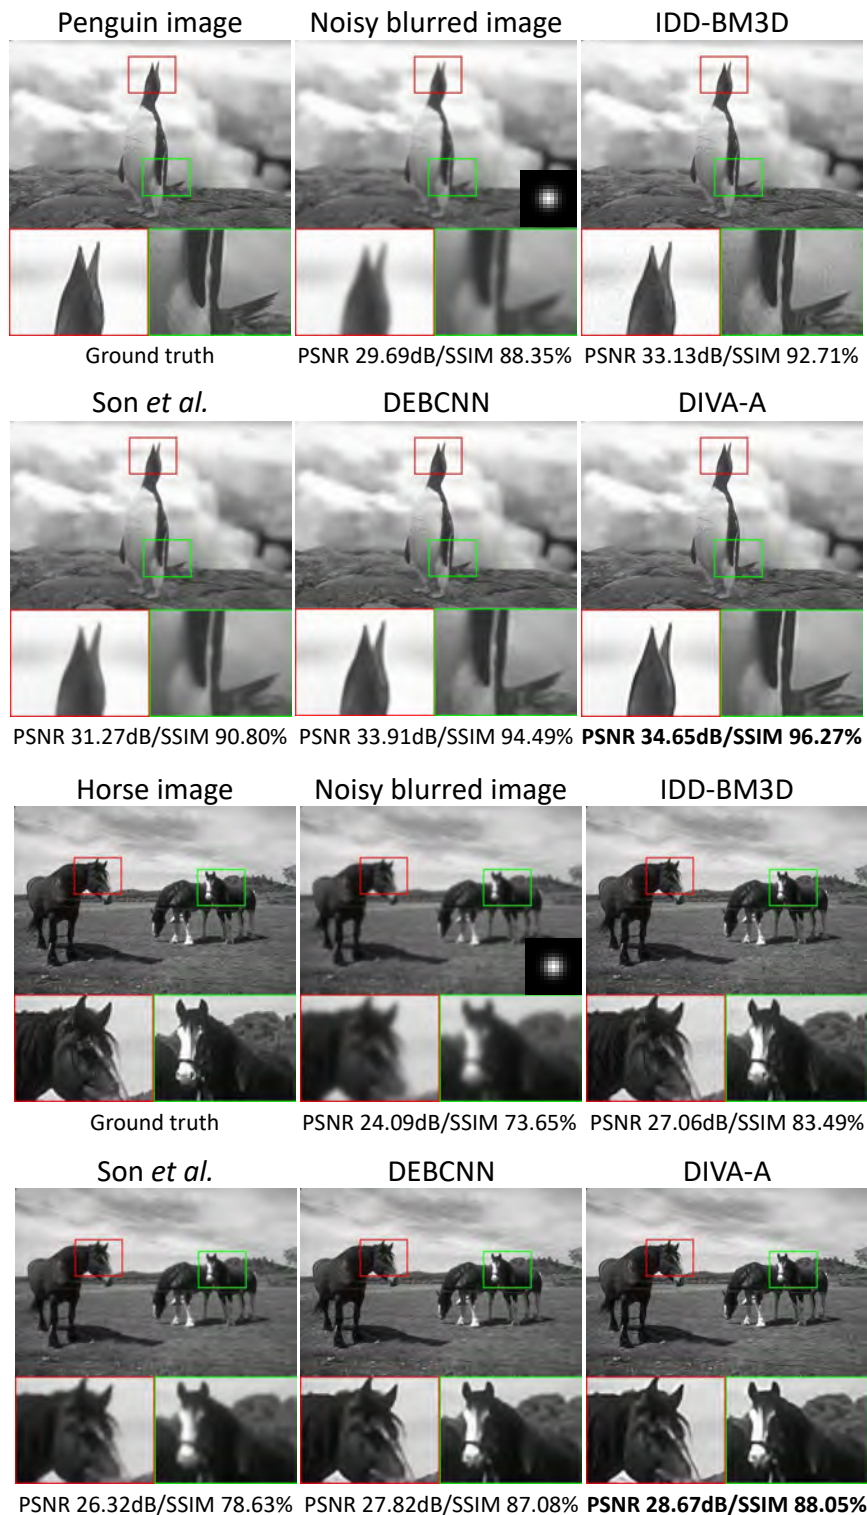 Penguin image Noisy blurred image IDD-BM3D
Ground truth PSNR 29.69dB/SSIM 88.35% PSNR 33.13dB/SSIM 92.71%
Son et al. DEBCNN DIVA-A
PSNR 31.27dB/SSIM 90.80% PSNR 33.91dB/SSIM 94.49% PSNR 34.65dB/SSIM 96.27%
Horse image Noisy blurred image IDD-BM3D
Ground truth PSNR 24.09dB/SSIM 73.65% PSNR 27.06dB/SSIM 83.49%
Son et al. DEBCNN DIVA-A
PSNR 26.32dB/SSIM 78.63% PSNR 27.82dB/SSIM 87.08% PSNR 28.67dB/SSIM 88.05%